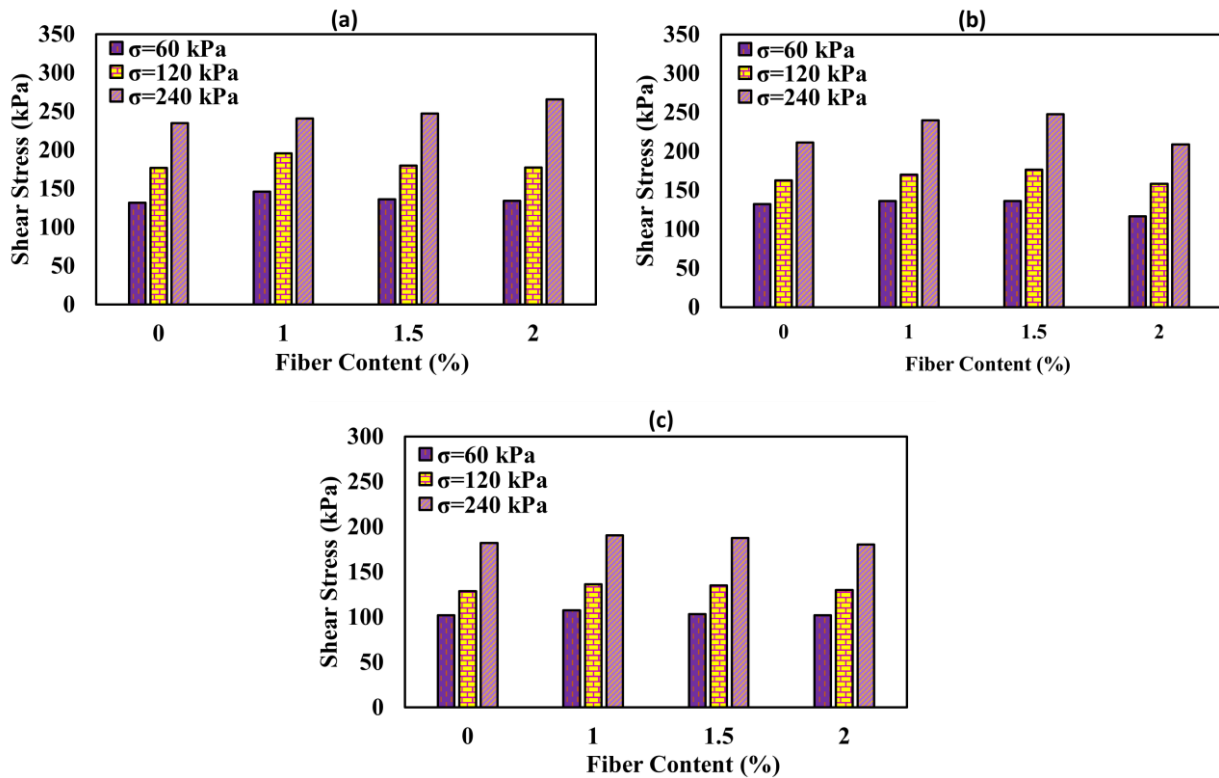 (a)
350
300
250
200
150
100
50
0
Shear Stress (kPa)
σ=60 kPa
σ=120 kPa
σ=240 kPa
0 1 1.5 2
Fiber Content (%)
(b)
350
300
250
200
150
100
50
0
Shear Stress (kPa)
σ=60 kPa
σ=120 kPa
σ=240 kPa
0 1 1.5 2
Fiber Content (%)
(c)
300
250
200
150
100
50
0
Shear Stress (kPa)
σ=60 kPa
σ=120 kPa
σ=240 kPa
0 1 1.5 2
Fiber Content (%)